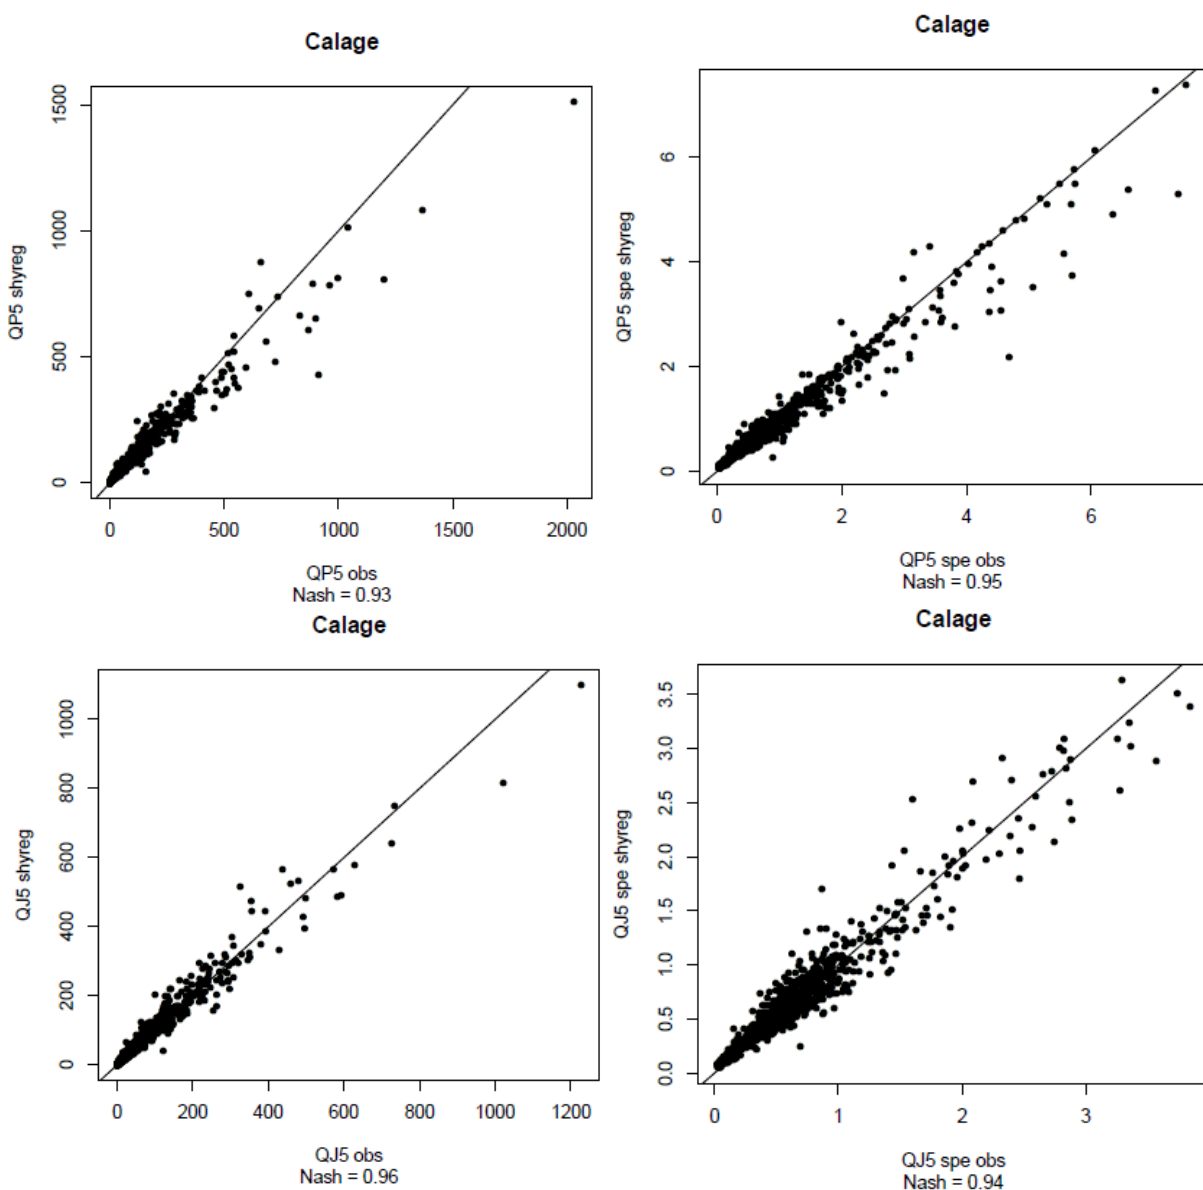 Calage
1500
1000
500
0
QP5 shyreg
0 500 1000 1500 2000
QP5 obs
Nash = 0.93
Calage
6
4
2
0
QP5 spe shyreg
0 2 4 6
QP5 spe obs
Nash = 0.95
Calage
1000
800
600
400
200
0
QJ5 shyreg
0 200 400 600 800 1000 1200
QJ5 obs
Nash = 0.96
Calage
3.5
3.0
2.5
2.0
1.5
1.0
0.5
0.0
QJ5 spe shyreg
0 1 2 3
QJ5 spe obs
Nash = 0.94